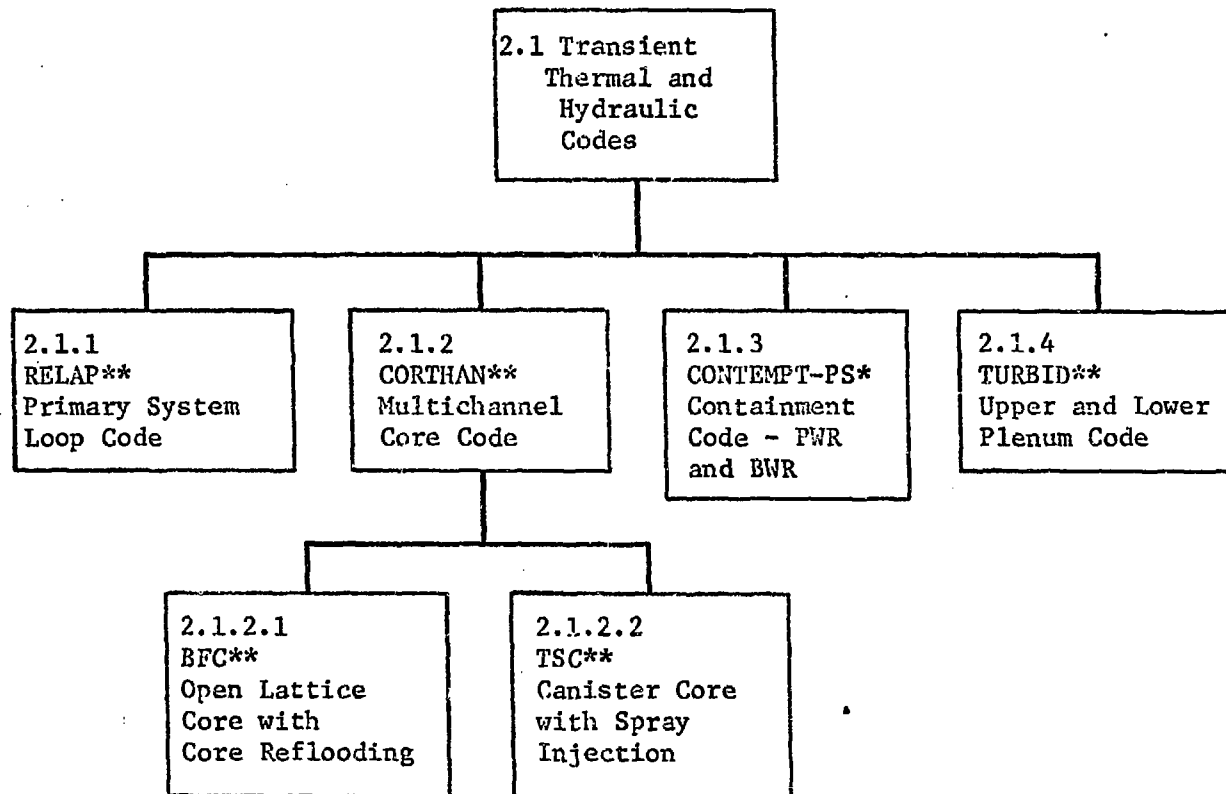 2.1 Transient
Thermal and
Hydraulic
Codes
2.1.1
RELAP**
Primary System
Loop Code
2.1.2
CORTHAN**
Multichannel
Core Code
2.1.3
CONTEMPT-PS*
Containment
Code - PWR
and BWR
2.1.4
TURBID**
Upper and Lower
Plenum Code
2.1.2.1
BFC**
Open Lattice
Core with
Core Reflooding
2.1.2.2
TSC**
Canister Core
with Spray
Injection